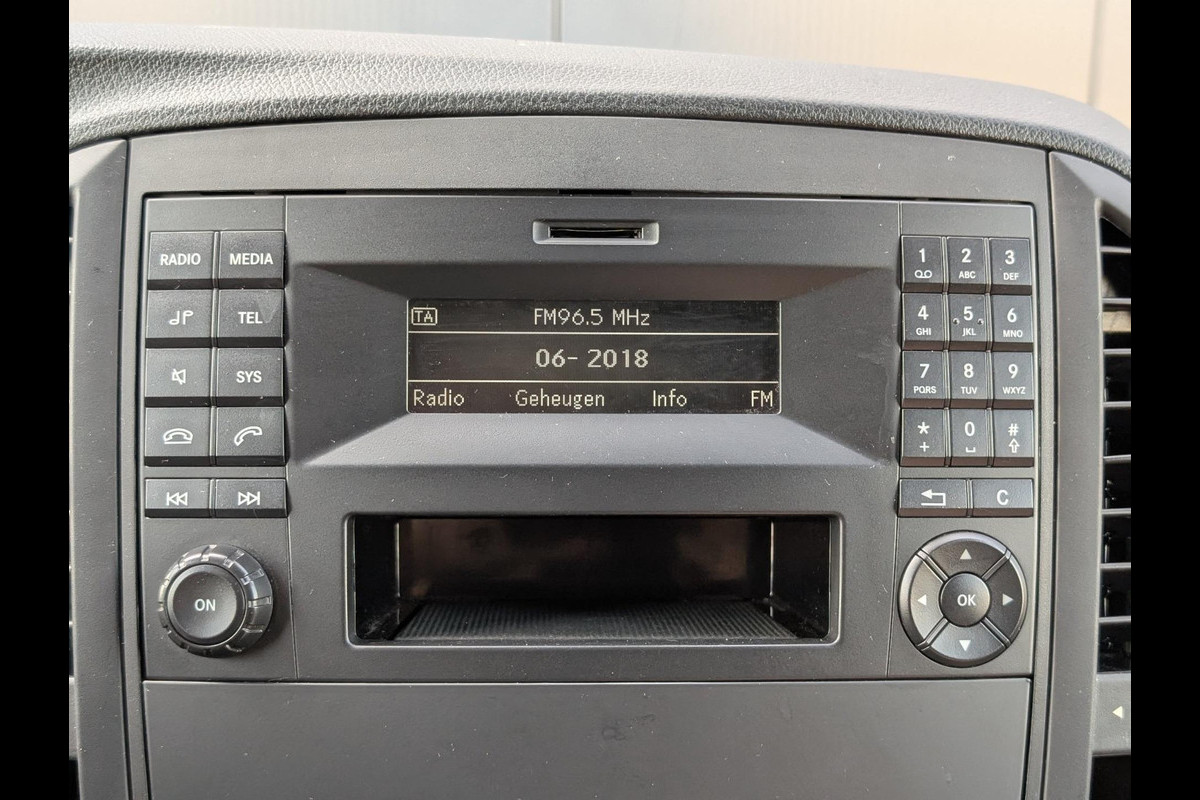 RADIO MEDIA
TEL
SYS
ON
TA FM96.5 MHz
06- 2018
Radio Geheugen Info FM
1 2 3
ABC DEF
4 5 6
GHI JKL MNO
7 8 9
PQRS TUV WXYZ
* 0 #
+
C
OK